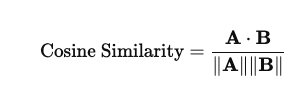 Cosine Similarity = A · B / ‖A‖‖B‖